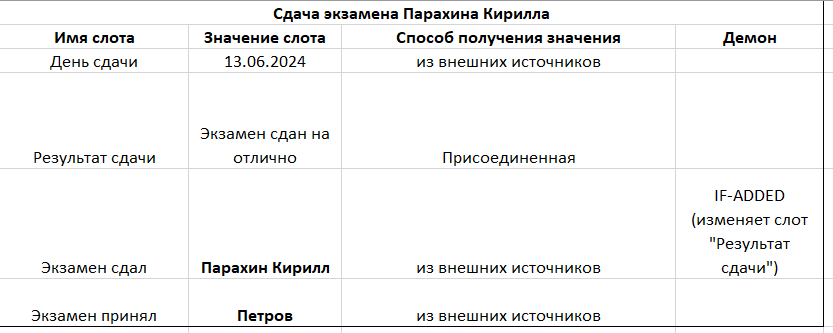 Сдача экзамена Парахина Кирилла
Имя слота Значение слота Способ получения значения Демон
День сдачи 13.06.2024 из внешних источников
Экзамен сдан на
Результат сдачи отлично Присоединенная
IF-ADDED
(изменяет слот
"Результат
Экзамен сдал Парахин Кирилл из внешних источников сдачи")
Экзамен принял Петров из внешних источников